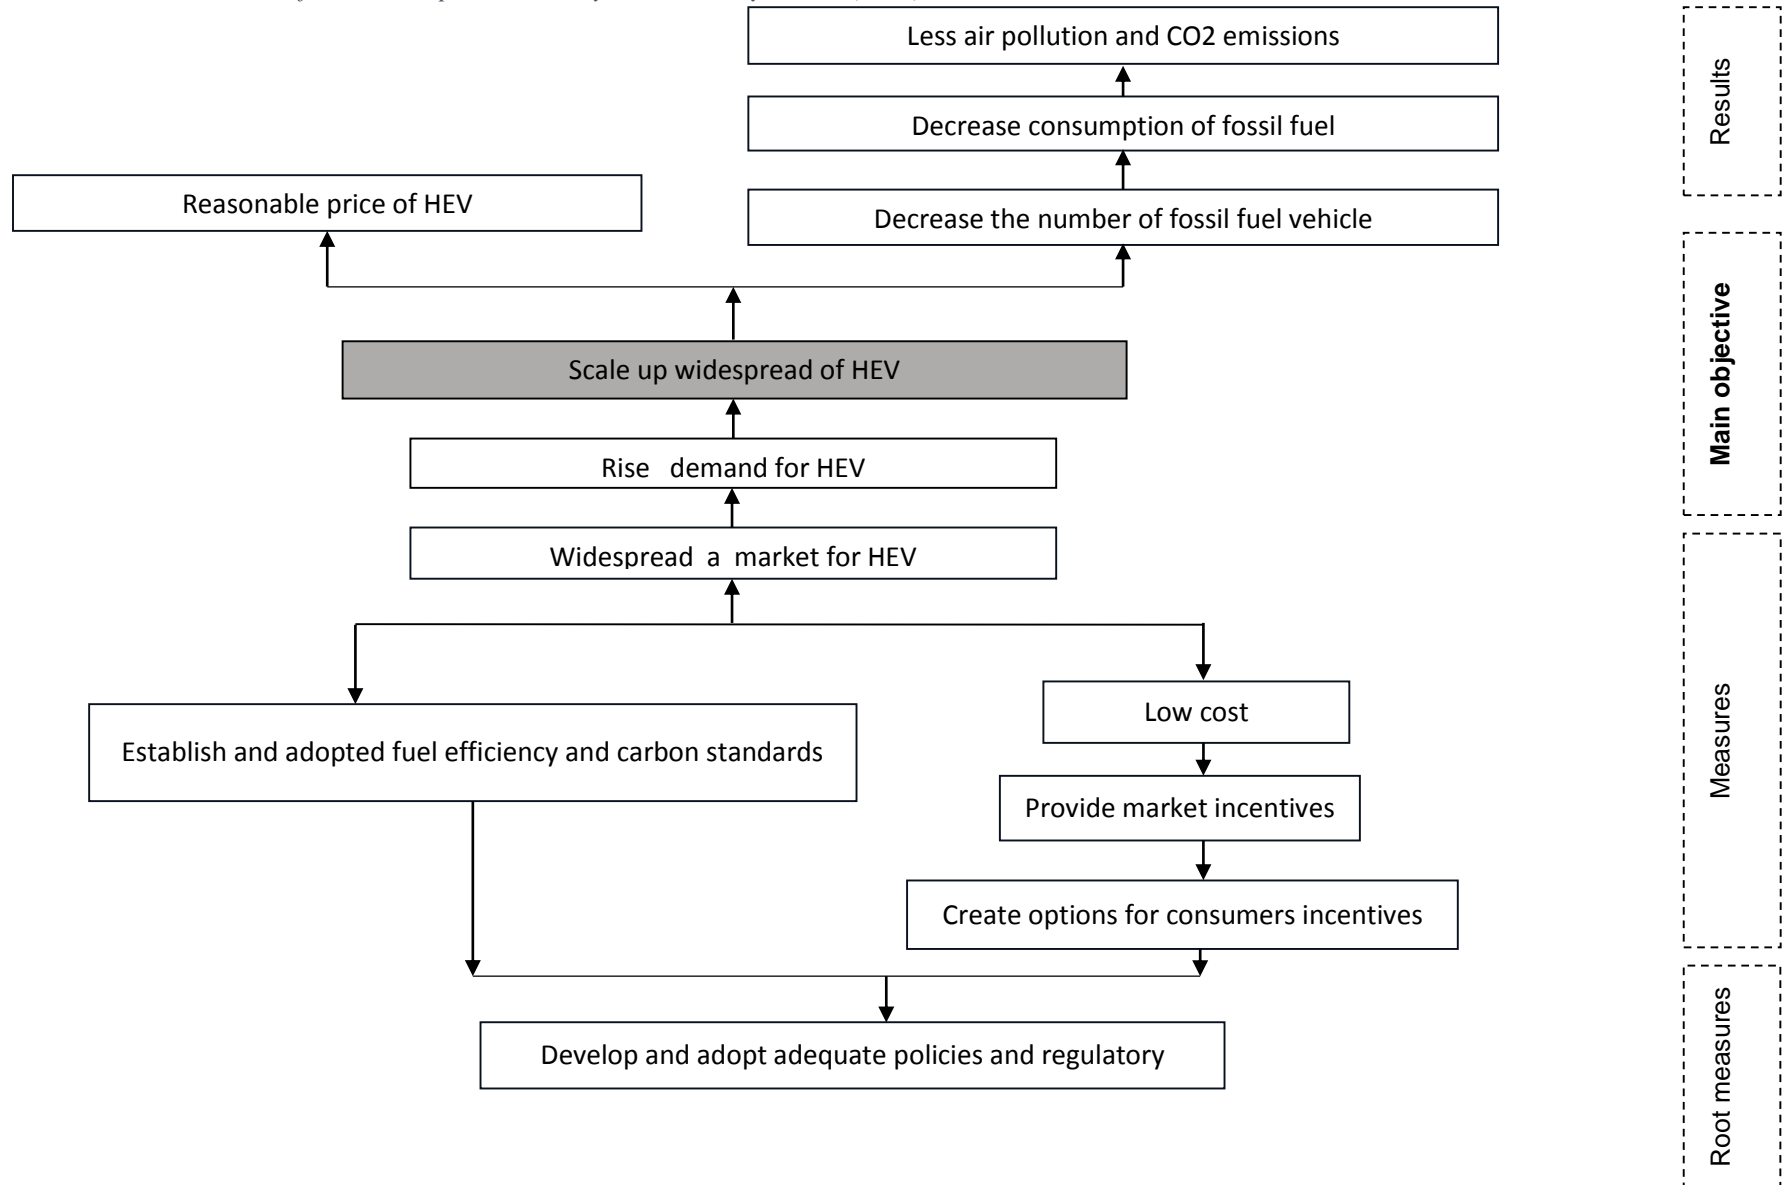 Less air pollution and CO2 emissions
Decrease consumption of fossil fuel
Reasonable price of HEV
Decrease the number of fossil fuel vehicle
Scale up widespread of HEV
Rise demand for HEV
Widespread a market for HEV
Establish and adopted fuel efficiency and carbon standards
Low cost
Provide market incentives
Create options for consumers incentives
Develop and adopt adequate policies and regulatory
Results
Main objective
Measures
Root measures